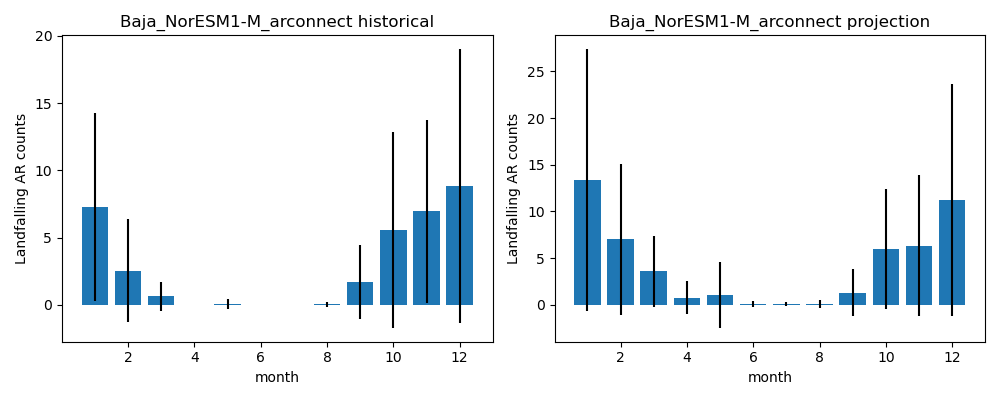 Baja_NorESM1-M_arconnect historical
Landfalling AR counts
20
15
10
5
0
2 4 6 8 10 12
month
Baja_NorESM1-M_arconnect projection
Landfalling AR counts
25
20
15
10
5
0
2 4 6 8 10 12
month